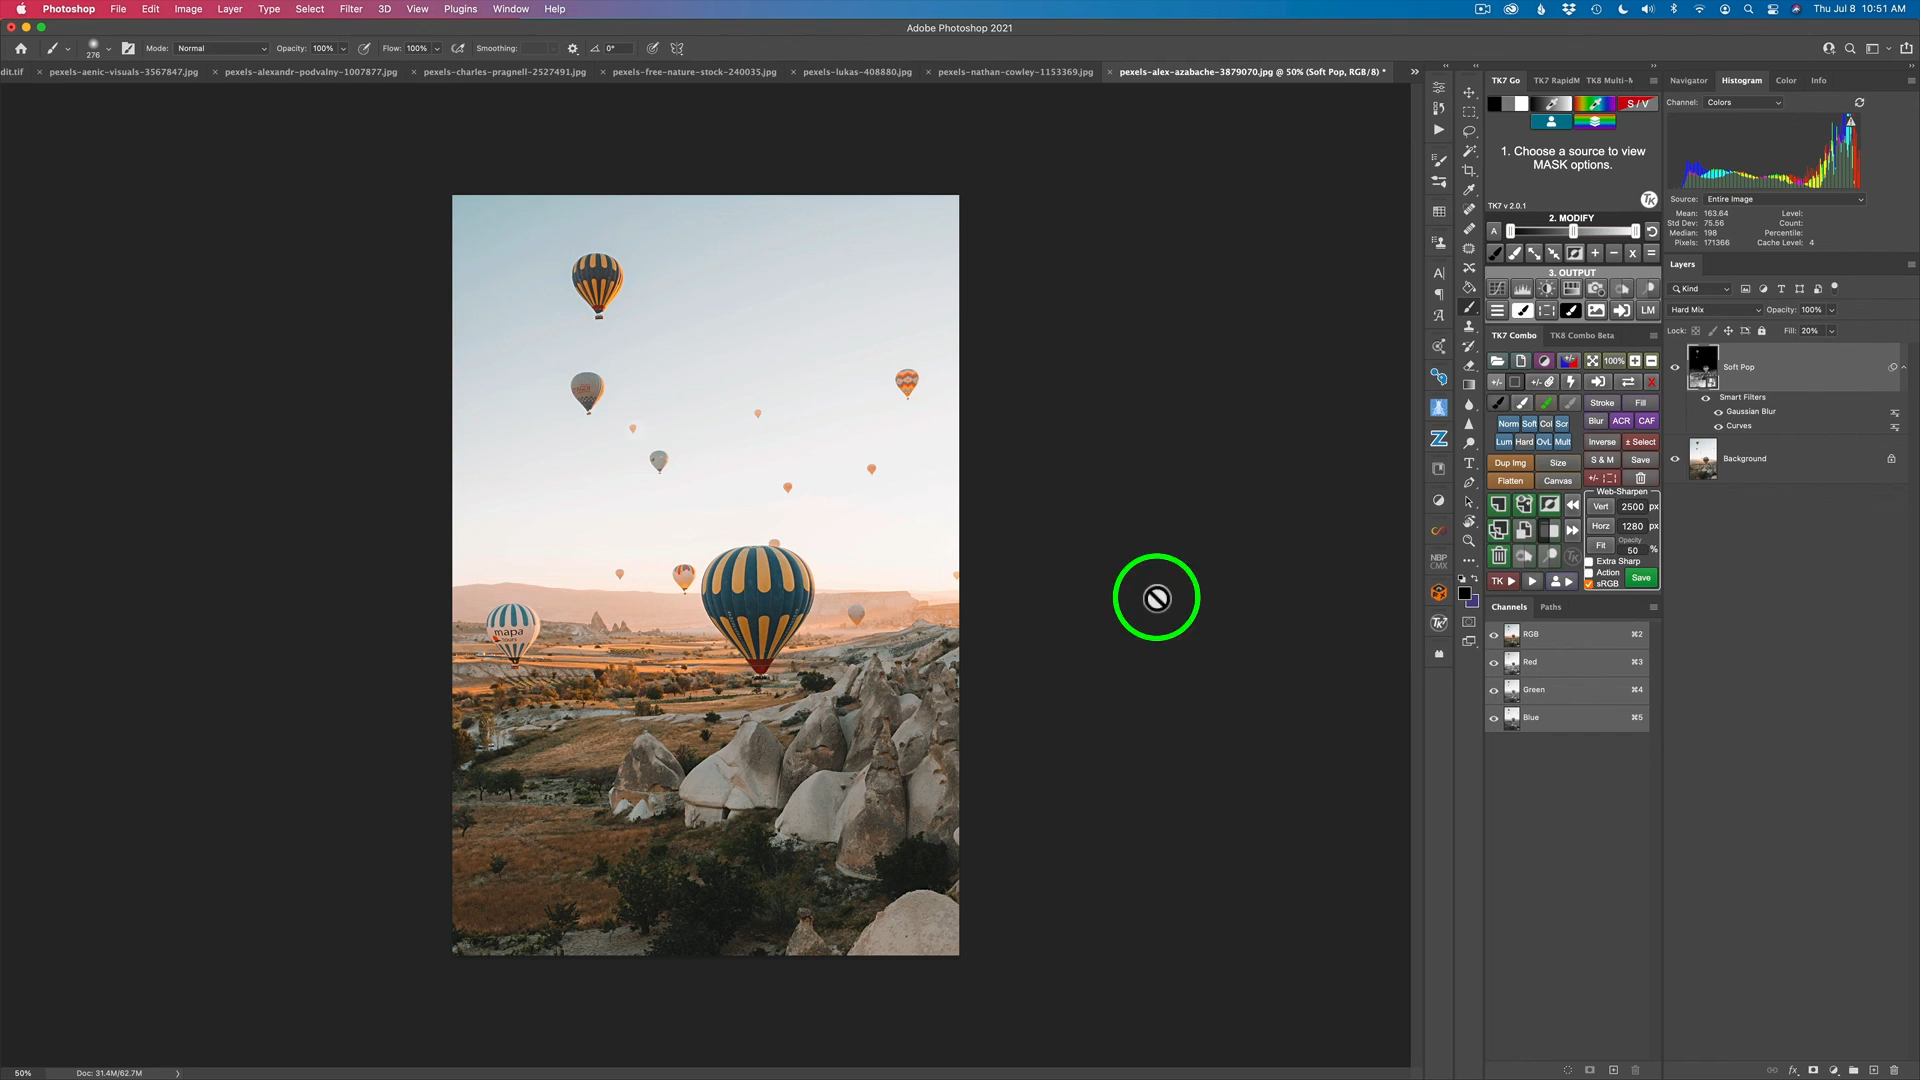 Photoshop File Edit Image Layer Type Select Filter 3D View Plugins Window Help Thu Jul 8 10:51 AM
Adobe Photoshop 2021
276 Mode: Normal Opacity: 100% Flow: 100% Smoothing: 0°
dit.tif pexels-aenic-visuals-3567847.jpg pexels-alexandr-podvalny-1007877.jpg pexels-charles-pragnell-2527491.jpg pexels-free-nature-stock-240035.jpg pexels-lukas-408880.jpg pexels-nathan-cowley-1153369.jpg pexels-alex-azabache-3879070.jpg @ 50% (Soft Pop, RGB/8) *
TK7 Go TK7 RapidM TK8 Multi-M
S / V
1. Choose a source to view
MASK options.
TK7 v 2.0.1 TK
2. MODIFY
A
+ − x =
3. OUTPUT
LM
TK7 Combo TK8 Combo Beta
100%
+/- +/- X
Stroke Fill
Norm Soft Col Scr Blur ACR CAF
Lum Hard OvL Mult Inverse ± Select
Dup Img Size S & M Save
Flatten Canvas +/-
Web-Sharpen
Vert 2500 px
Horz 1280 px
Opacity
Fit 50 %
Extra Sharp
Action
sRGB Save
TK
Channels Paths
RGB ⌘2
Red ⌘3
Green ⌘4
Blue ⌘5
Navigator Histogram Color Info
Channel: Colors
Source: Entire Image
Mean: 163.64 Level:
Std Dev: 75.56 Count:
Median: 198 Percentile:
Pixels: 171366 Cache Level: 4
Layers
Kind
Hard Mix Opacity: 100%
Lock: Fill: 20%
Soft Pop
Smart Filters
Gaussian Blur
Curves
Background
NBP
CMX
TK7
mapa
50% Doc: 31.4M/62.7M